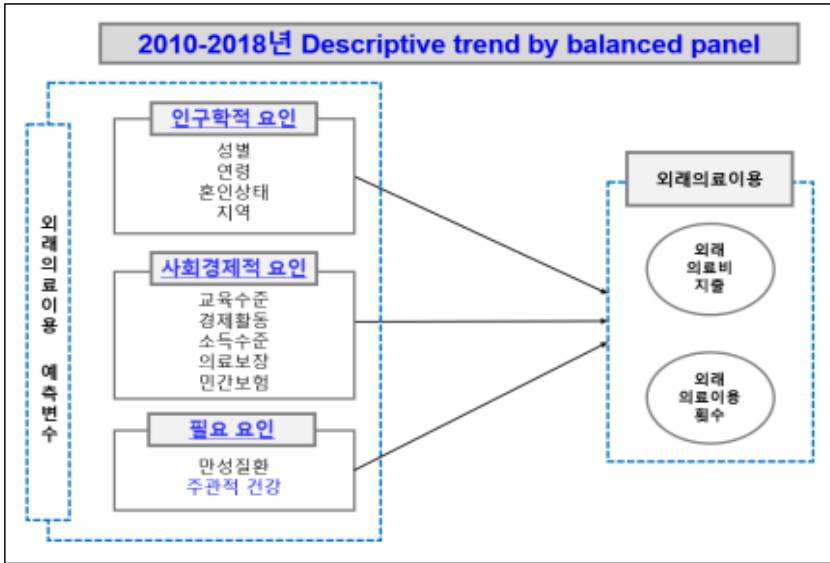 2010-2018년 Descriptive trend by balanced panel
외래의료이용 예측변수
인구학적 요인
성별
연령
혼인상태
지역
사회경제적 요인
교육수준
경제활동
소득수준
의료보장
민간보험
필요 요인
만성질환
주관적 건강
외래의료이용
외래
의료비
지출
외래
의료이용
횟수